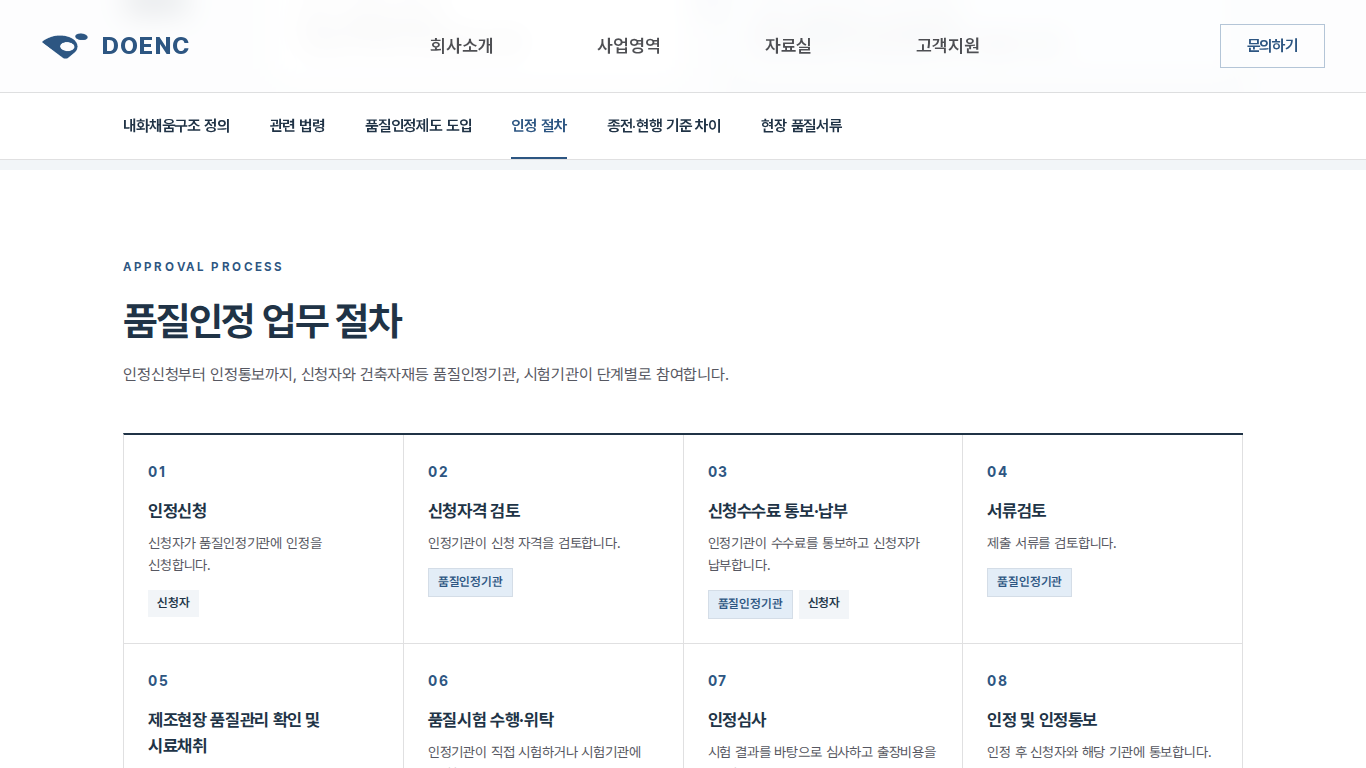 DOENC
회사소개
사업영역
자료실
고객지원
문의하기
내화채움구조 정의
관련 법령
품질인정제도 도입
인정 절차
종전·현행 기준 차이
현장 품질서류
APPROVAL PROCESS
품질인정 업무 절차
인정신청부터 인정통보까지, 신청자와 건축자재등 품질인정기관, 시험기관이 단계별로 참여합니다.
01
인정신청
신청자가 품질인정기관에 인정을
신청합니다.
신청자
02
신청자격 검토
인정기관이 신청 자격을 검토합니다.
품질인정기관
03
신청수수료 통보·납부
인정기관이 수수료를 통보하고 신청자가
납부합니다.
품질인정기관
신청자
04
서류검토
제출 서류를 검토합니다.
품질인정기관
05
제조현장 품질관리 확인 및
시료채취
06
품질시험 수행·위탁
인정기관이 직접 시험하거나 시험기관에
07
인정심사
시험 결과를 바탕으로 심사하고 출장비용을
08
인정 및 인정통보
인정 후 신청자와 해당 기관에 통보합니다.